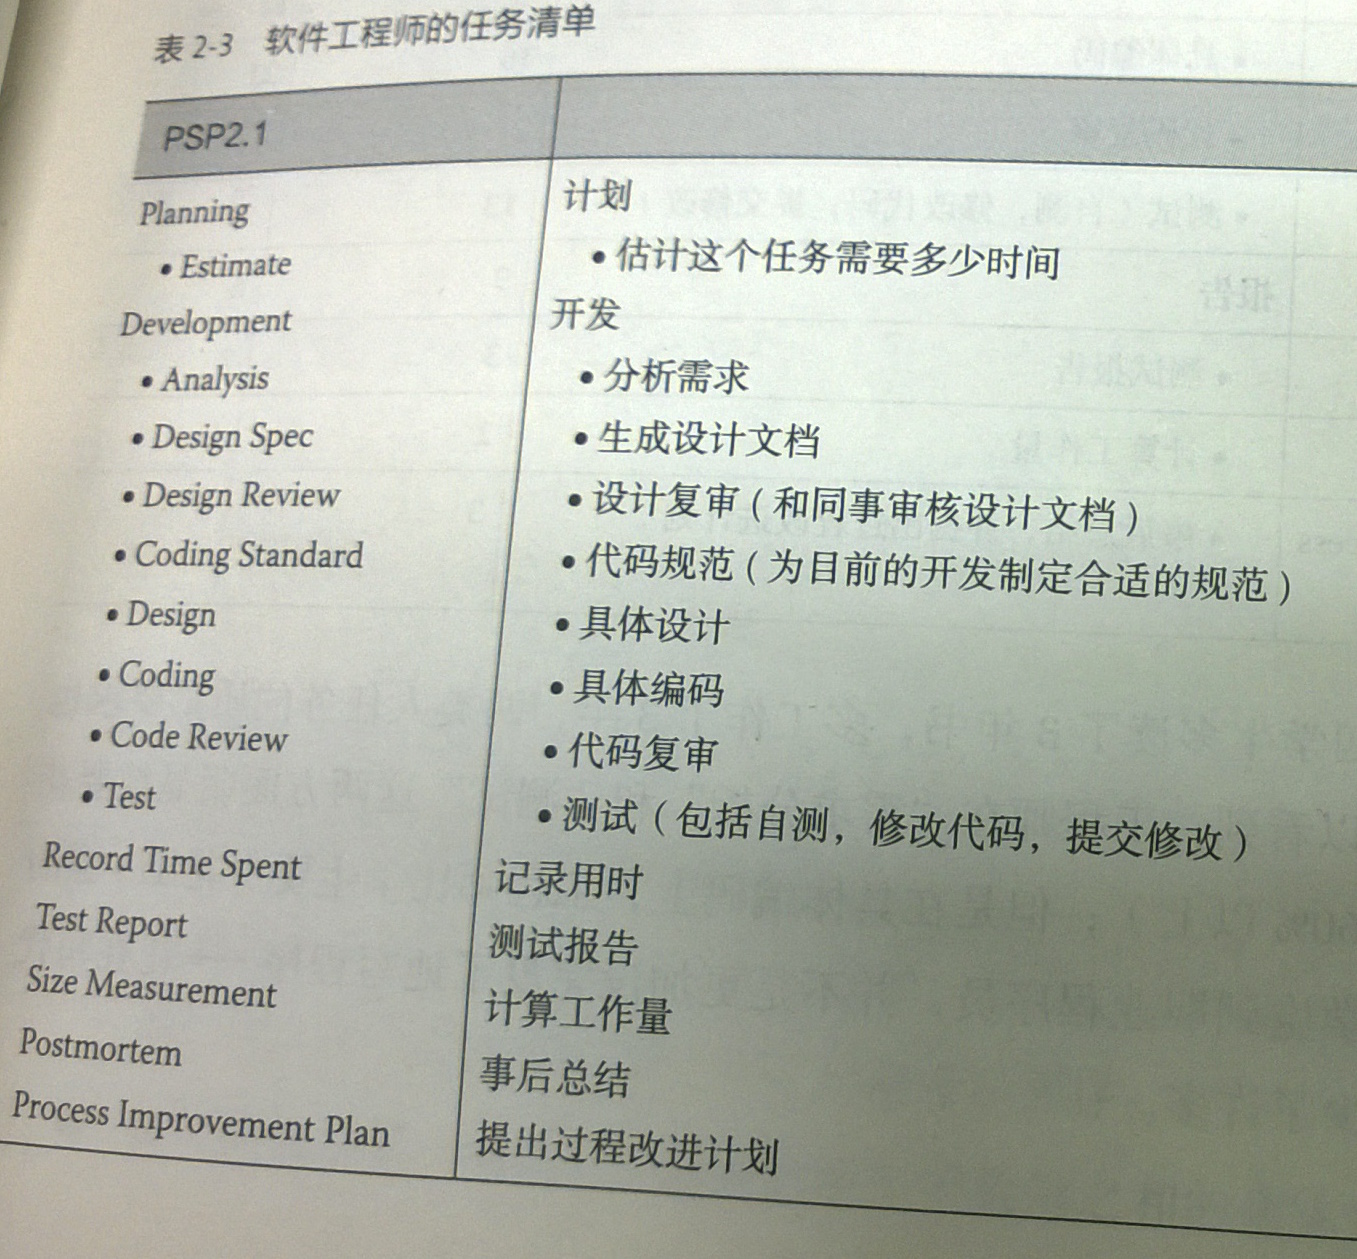 表 2-3 软件工程师的任务清单
PSP2.1
Planning 计划
• Estimate • 估计这个任务需要多少时间
Development 开发
• Analysis • 分析需求
• Design Spec • 生成设计文档
• Design Review • 设计复审（和同事审核设计文档）
• Coding Standard • 代码规范（为目前的开发制定合适的规范）
• Design • 具体设计
• Coding • 具体编码
• Code Review • 代码复审
• Test • 测试（包括自测，修改代码，提交修改）
Record Time Spent 记录用时
Test Report 测试报告
Size Measurement 计算工作量
Postmortem 事后总结
Process Improvement Plan 提出过程改进计划